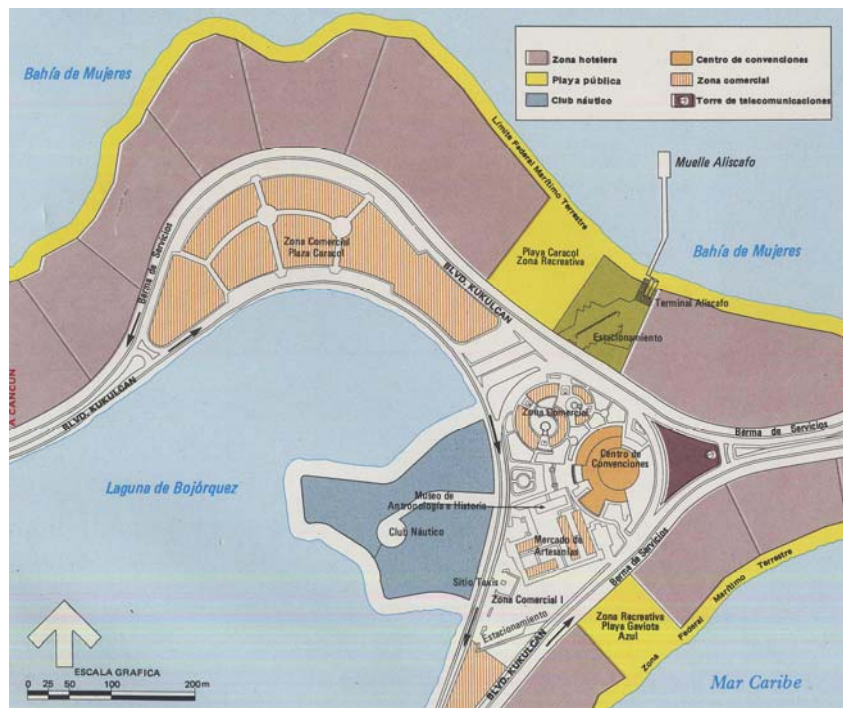 Bahía de Mujeres
Zona hotelera
Playa pública
Club náutico
Centro de convenciones
Zona comercial
Torre de telecomunicaciones
Límite Federal Marítimo Terrestre
Muelle Alíscafo
Berma de Servicios
Zona Comercial
Plaza Caracol
BLVD. KUKULCAN
Playa Caracol
Zona Recreativa
Bahía de Mujeres
Terminal Alíscafo
Estacionamiento
A CANCUN
BLVD. KUKULCAN
Zona Comercial
Berma de Servicios
Centro de
Convenciones
Laguna de Bojórquez
Museo de
Antropología e Historia
Club Náutico
Mercado de
Artesanías
Berma de Servicios
Sitio Taxis
Zona Comercial I
Estacionamiento
BLVD. KUKULCAN
Zona Recreativa
Playa Gaviota
Azul
Zona Federal Marítimo Terrestre
Mar Caribe
ESCALA GRAFICA
0 25 50 100 200m